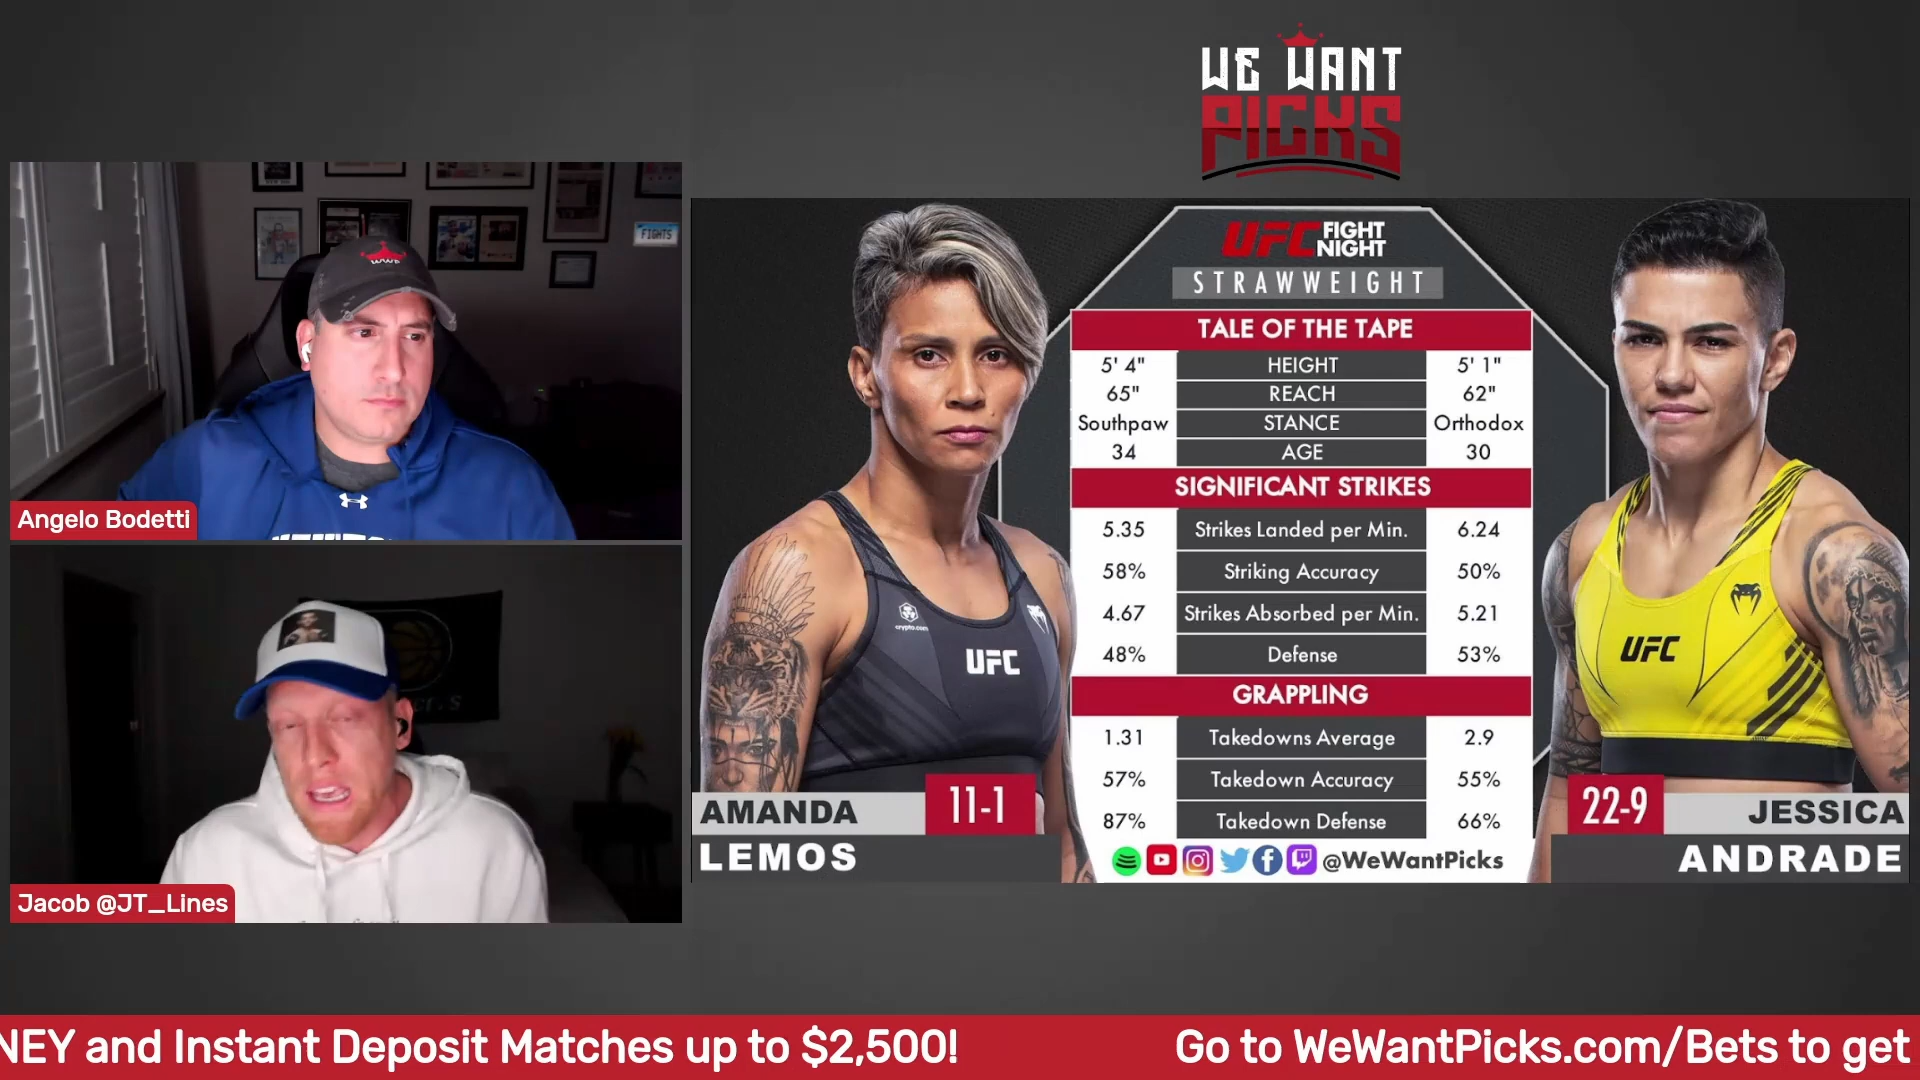 WE WANT
PICKS
FIGHTS
WWP
Angelo Bodetti
Jacob @JT_Lines
UFC FIGHT
NIGHT
STRAWWEIGHT
TALE OF THE TAPE
5' 4" HEIGHT 5' 1"
65" REACH 62"
Southpaw STANCE Orthodox
34 AGE 30
SIGNIFICANT STRIKES
5.35 Strikes Landed per Min. 6.24
58% Striking Accuracy 50%
4.67 Strikes Absorbed per Min. 5.21
48% Defense 53%
GRAPPLING
1.31 Takedowns Average 2.9
57% Takedown Accuracy 55%
87% Takedown Defense 66%
@WeWantPicks
crypto.com
UFC
UFC
AMANDA 11-1
LEMOS
22-9 JESSICA
ANDRADE
NEY and Instant Deposit Matches up to $2,500! Go to WeWantPicks.com/Bets to get